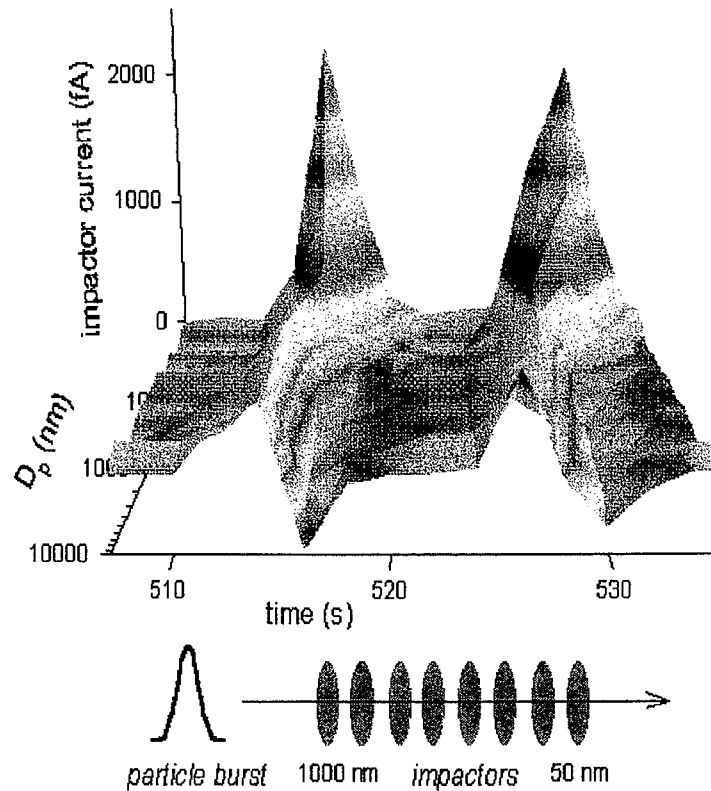 2000
1000
0
impactor current (fA)
D_p (nm)
10000
510
520
530
time (s)
particle burst
1000 nm
impactors
50 nm